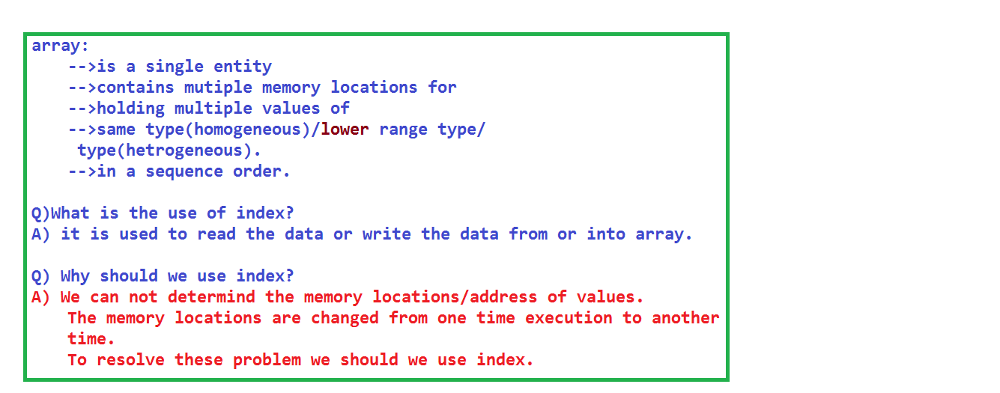 array:
-->is a single entity
-->contains mutiple memory locations for
-->holding multiple values of
-->same type(homogeneous)/lower range type/
type(hetrogeneous).
-->in a sequence order.
Q)What is the use of index?
A) it is used to read the data or write the data from or into array.
Q) Why should we use index?
A) We can not determind the memory locations/address of values.
The memory locations are changed from one time execution to another
time.
To resolve these problem we should we use index.